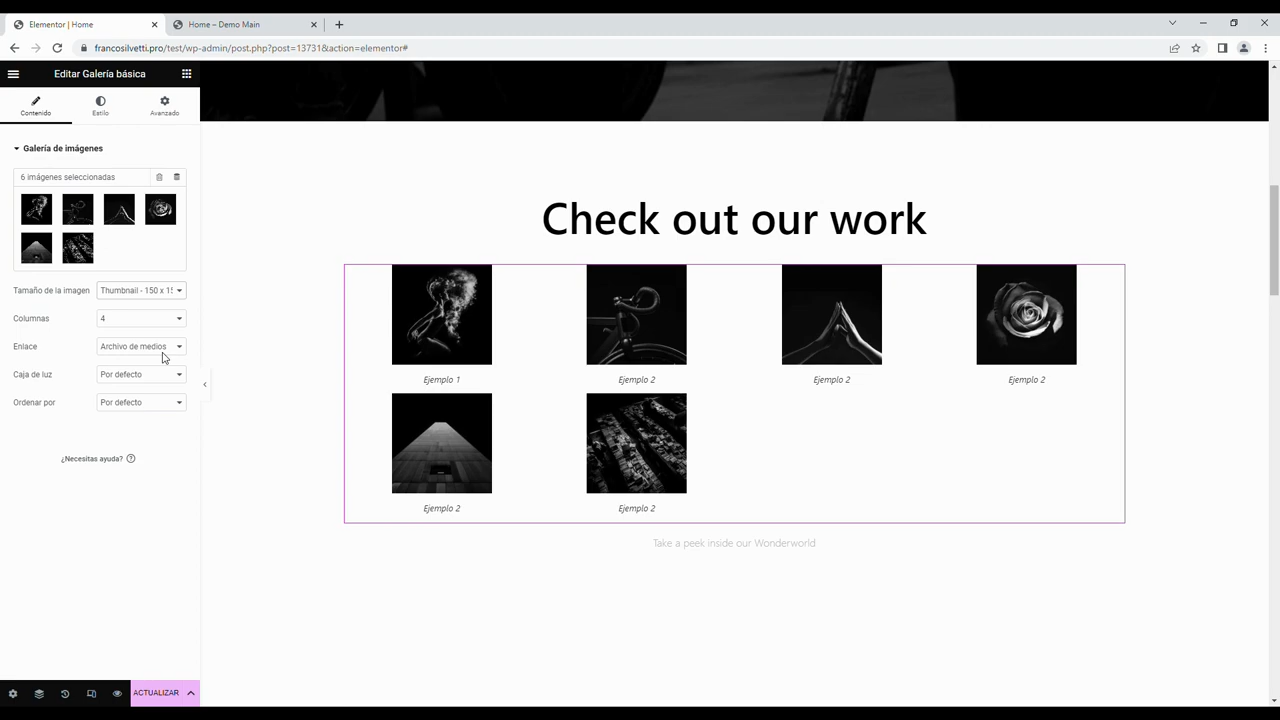 Elementor | Home
Home – Demo Main
francosilvetti.pro/test/wp-admin/post.php?post=13731&action=elementor#
Editar Galería básica
Contenido
Estilo
Avanzado
Galería de imágenes
6 imágenes seleccionadas
Tamaño de la imagen
Thumbnail - 150 x 15
Columnas
4
Enlace
Archivo de medios
Caja de luz
Por defecto
Ordenar por
Por defecto
¿Necesitas ayuda?
ACTUALIZAR
Check out our work
Ejemplo 1
Ejemplo 2
Ejemplo 2
Ejemplo 2
Ejemplo 2
Ejemplo 2
Take a peek inside our Wonderworld